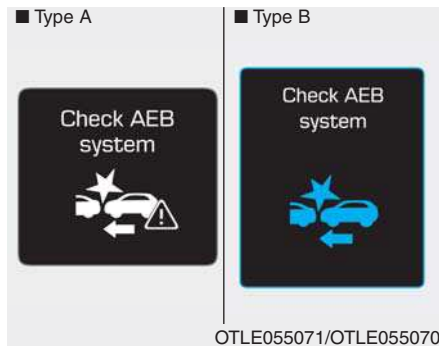 ■ Type A
■ Type B
Check AEB
system
Check AEB
system
OTLE055071/OTLE055070